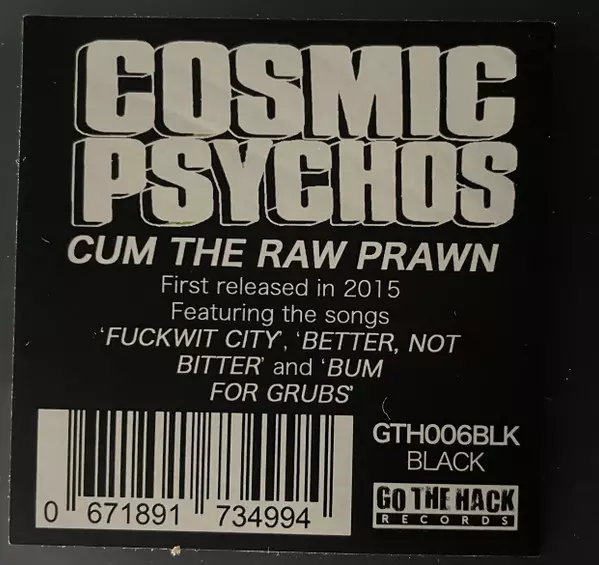 COSMIC
PSYCHOS
CUM THE RAW PRAWN
First released in 2015
Featuring the songs
'FUCKWIT CITY', 'BETTER, NOT
BITTER' and 'BUM
FOR GRUBS'
GTH006BLK
BLACK
GO THE HACK
RECORDS
0 671891 734994